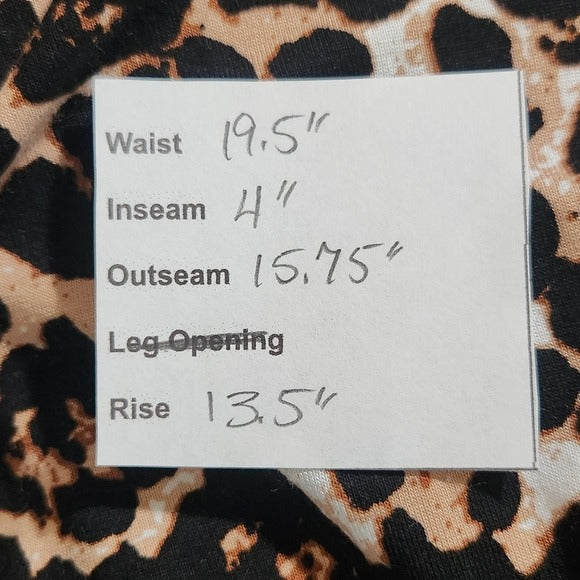 Waist 19.5"
Inseam 4"
Outseam 15.75"
Leg Opening
Rise 13.5"